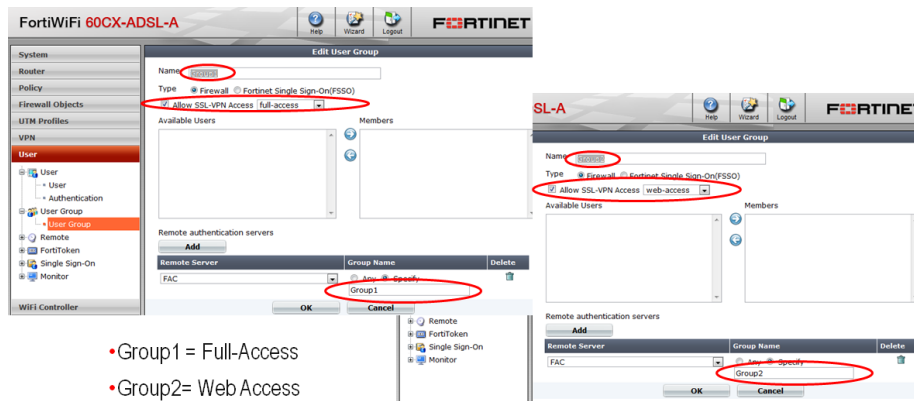 FortiWiFi 60CX-ADSL-A
Help
Wizard
Logout
FORTINET
System
Router
Policy
Firewall Objects
UTM Profiles
VPN
User
User
User
Authentication
User Group
User Group
Remote
FortiToken
Single Sign-On
Monitor
WiFi Controller
Edit User Group
Name
Type Firewall Fortinet Single Sign-On(FSSO)
Allow SSL-VPN Access full-access
Available Users Members
Remote authentication servers
Add
Remote Server Group Name Delete
FAC Any Specify
Group1
OK Cancel
Remote
FortiToken
Single Sign-On
Monitor
SL-A
Help
Wizard
Logout
FORTINE
Edit User Group
Name
Type Firewall Fortinet Single Sign-On(FSSO)
Allow SSL-VPN Access web-access
Available Users Members
Remote authentication servers
Add
Remote Server Group Name Delete
FAC Any Specify
Group2
OK Cancel
•Group1 = Full-Access
•Group2= Web Access